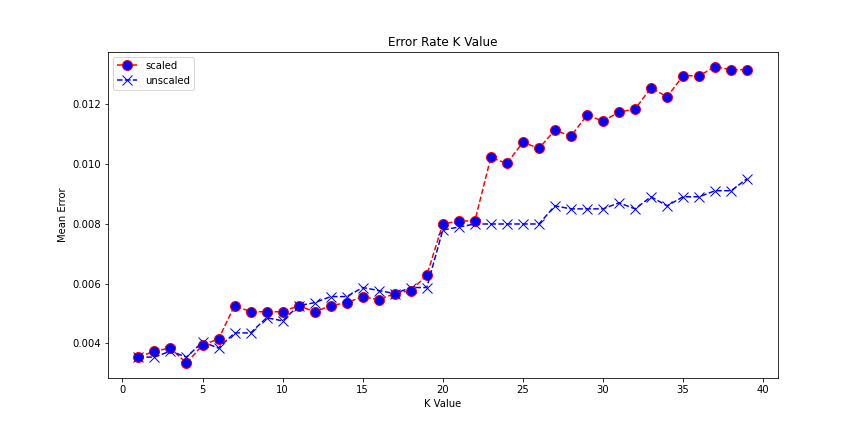 Error Rate K Value
scaled
unscaled
Mean Error
0.012
0.010
0.008
0.006
0.004
0 5 10 15 20 25 30 35 40
K Value